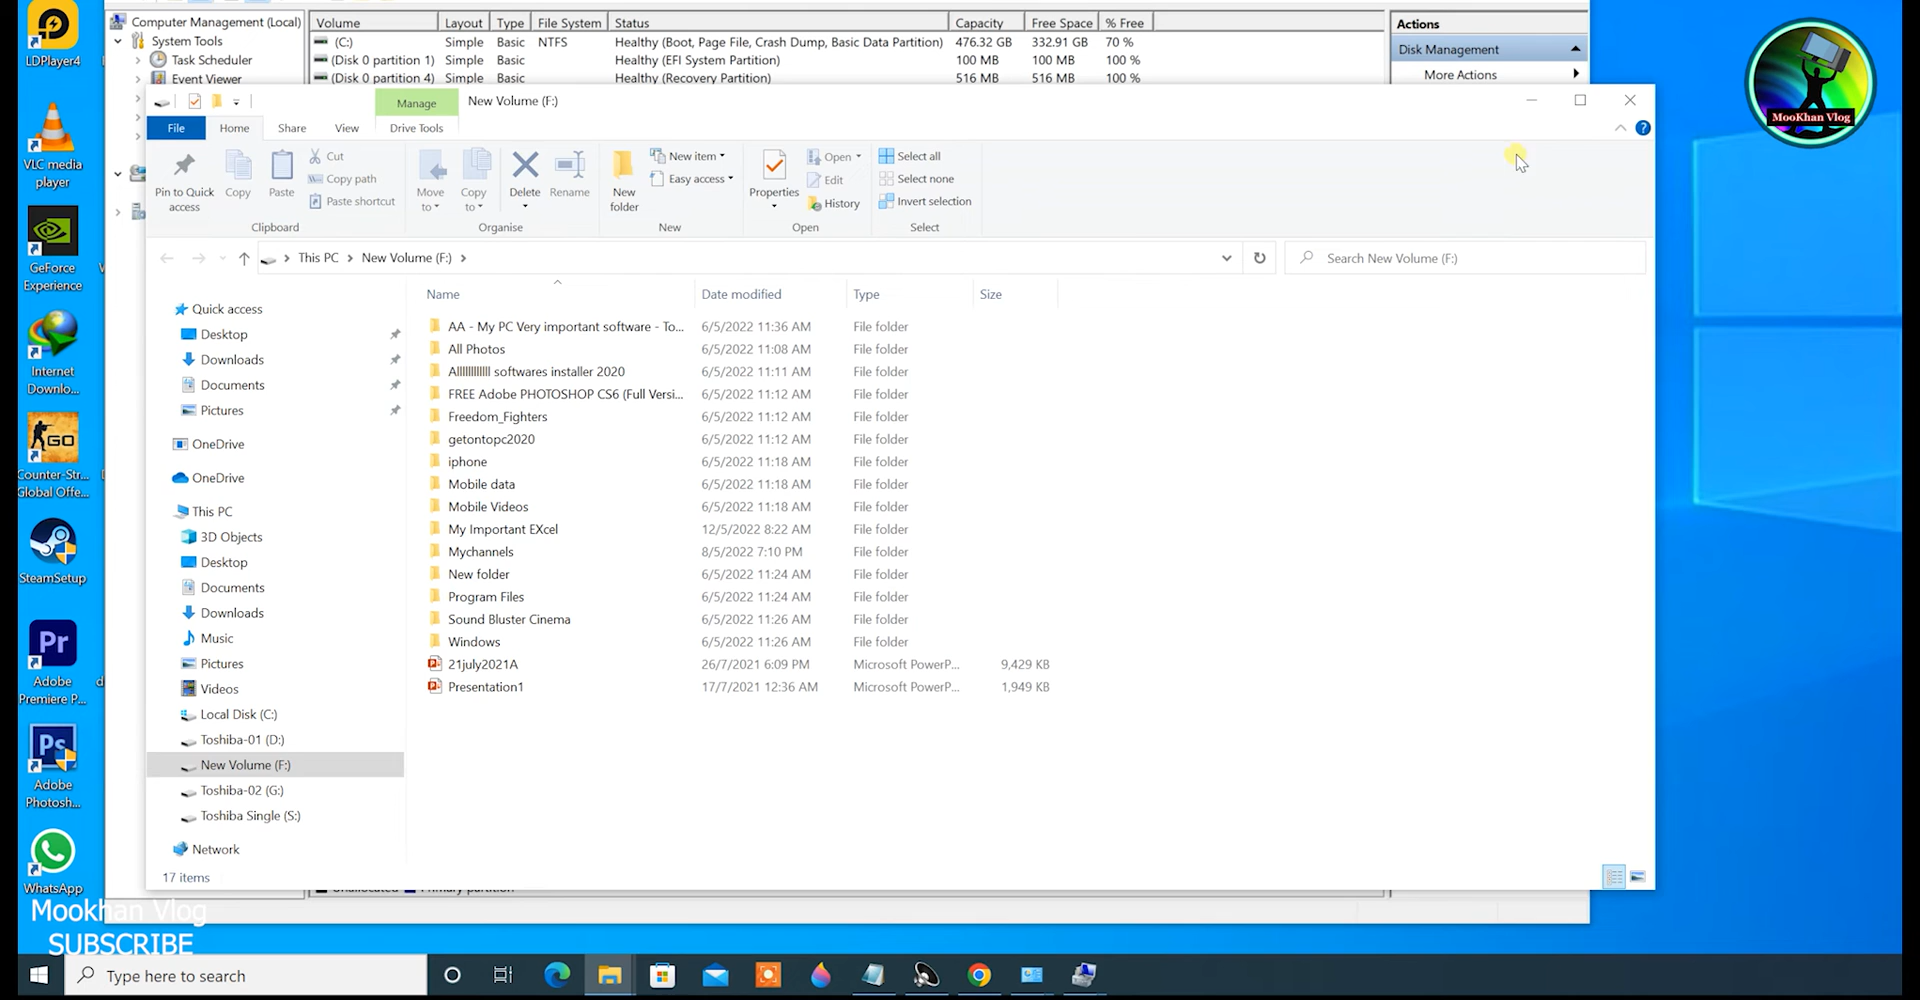 LDPlayer4
VLC media
player
GeForce
Experience
Internet
Downlo...
GO
Counter-Str...
Global Offe...
SteamSetup
Pr
Adobe
Premiere P...
Ps
Adobe
Photosh...
WhatsApp
Computer Management (Local)
System Tools
Task Scheduler
Event Viewer
Volume Layout Type File System Status Capacity Free Space % Free
(C:) Simple Basic NTFS Healthy (Boot, Page File, Crash Dump, Basic Data Partition) 476.32 GB 332.91 GB 70 %
(Disk 0 partition 1) Simple Basic Healthy (EFI System Partition) 100 MB 100 MB 100 %
(Disk 0 partition 4) Simple Basic Healthy (Recovery Partition) 516 MB 516 MB 100 %
Actions
Disk Management
More Actions
MooKhan Vlog
Manage New Volume (F:)
File Home Share View Drive Tools
Pin to Quick
access
Copy
Paste
Cut
Copy path
Paste shortcut
Clipboard
Move
to
Copy
to
Delete
Rename
Organise
New
folder
New item
Easy access
New
Properties
Open
Edit
History
Open
Select all
Select none
Invert selection
Select
This PC New Volume (F:)
Search New Volume (F:)
Quick access
Desktop
Downloads
Documents
Pictures
OneDrive
OneDrive
This PC
3D Objects
Desktop
Documents
Downloads
Music
Pictures
Videos
Local Disk (C:)
Toshiba-01 (D:)
New Volume (F:)
Toshiba-02 (G:)
Toshiba Single (S:)
Network
17 items
Name Date modified Type Size
AA - My PC Very important software - To... 6/5/2022 11:36 AM File folder
All Photos 6/5/2022 11:08 AM File folder
softwares installer 2020 6/5/2022 11:11 AM File folder
FREE Adobe PHOTOSHOP CS6 (Full Versi... 6/5/2022 11:12 AM File folder
Freedom_Fighters 6/5/2022 11:12 AM File folder
getontopc2020 6/5/2022 11:12 AM File folder
iphone 6/5/2022 11:18 AM File folder
Mobile data 6/5/2022 11:18 AM File folder
Mobile Videos 6/5/2022 11:18 AM File folder
My Important EXcel 12/5/2022 8:22 AM File folder
Mychannels 8/5/2022 7:10 PM File folder
New folder 6/5/2022 11:24 AM File folder
Program Files 6/5/2022 11:24 AM File folder
Sound Bluster Cinema 6/5/2022 11:26 AM File folder
Windows 6/5/2022 11:26 AM File folder
21july2021A 26/7/2021 6:09 PM Microsoft PowerP... 9,429 KB
Presentation1 17/7/2021 12:36 AM Microsoft PowerP... 1,949 KB
Mookhan Vlog
SUBSCRIBE
Type here to search